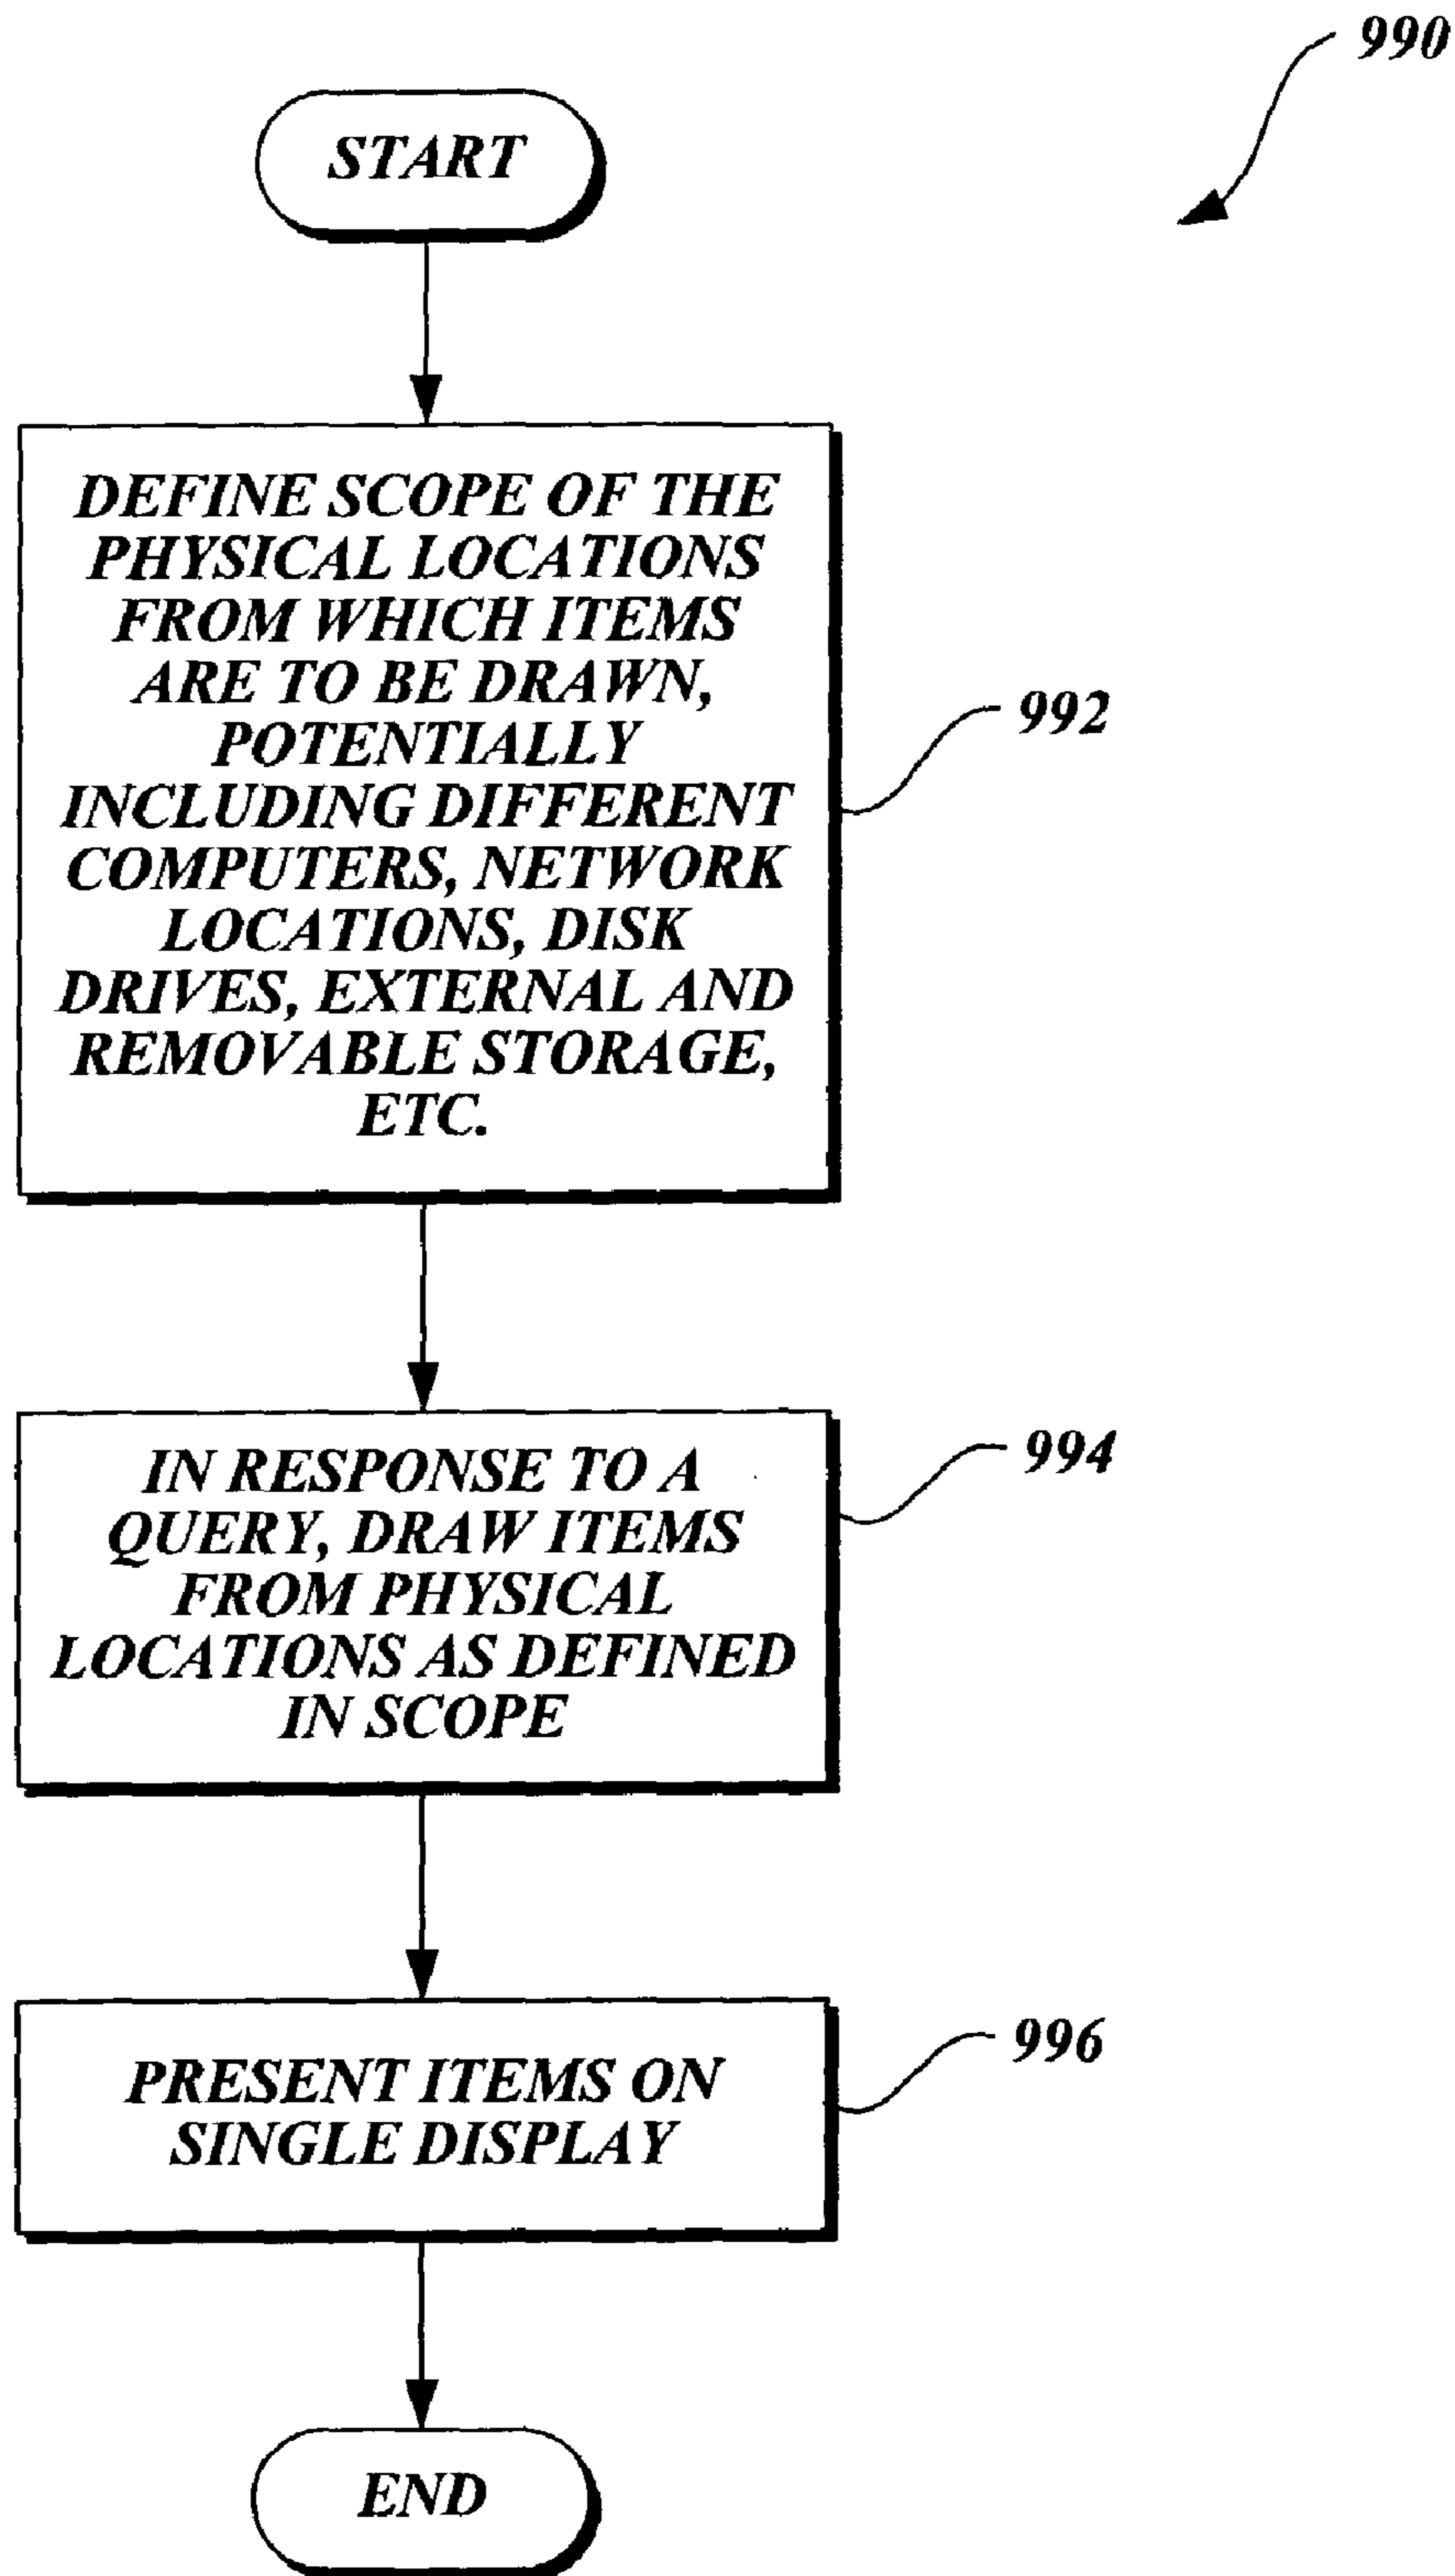 990
START
DEFINE SCOPE OF THE
PHYSICAL LOCATIONS
FROM WHICH ITEMS
ARE TO BE DRAWN,
POTENTIALLY
INCLUDING DIFFERENT
COMPUTERS, NETWORK
LOCATIONS, DISK
DRIVES, EXTERNAL AND
REMOVABLE STORAGE,
ETC.
992
IN RESPONSE TO A
QUERY, DRAW ITEMS
FROM PHYSICAL
LOCATIONS AS DEFINED
IN SCOPE
994
PRESENT ITEMS ON
SINGLE DISPLAY
996
END